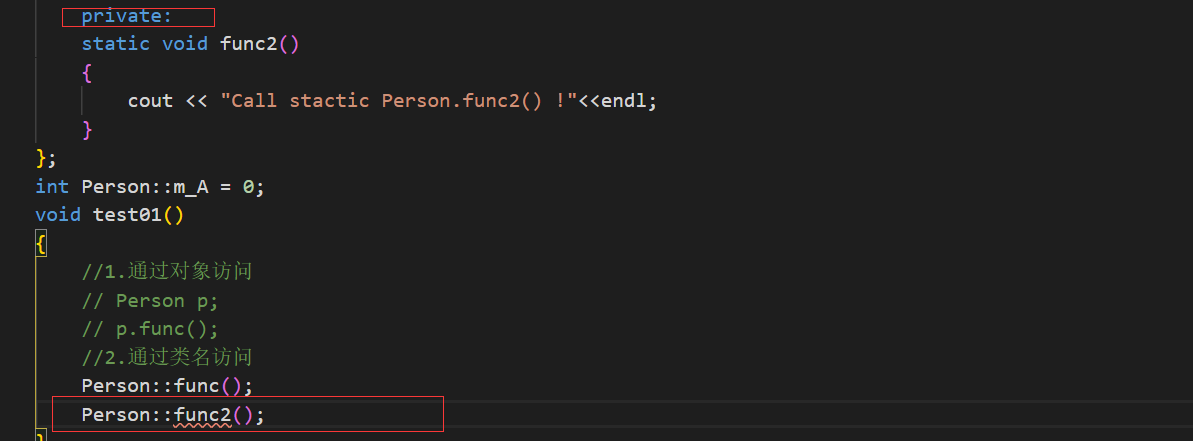 private:
static void func2()
{
cout << "Call stactic Person.func2() !"<<endl;
}
};
int Person::m_A = 0;
void test01()
{
//1.通过对象访问
// Person p;
// p.func();
//2.通过类名访问
Person::func();
Person::func2();
}